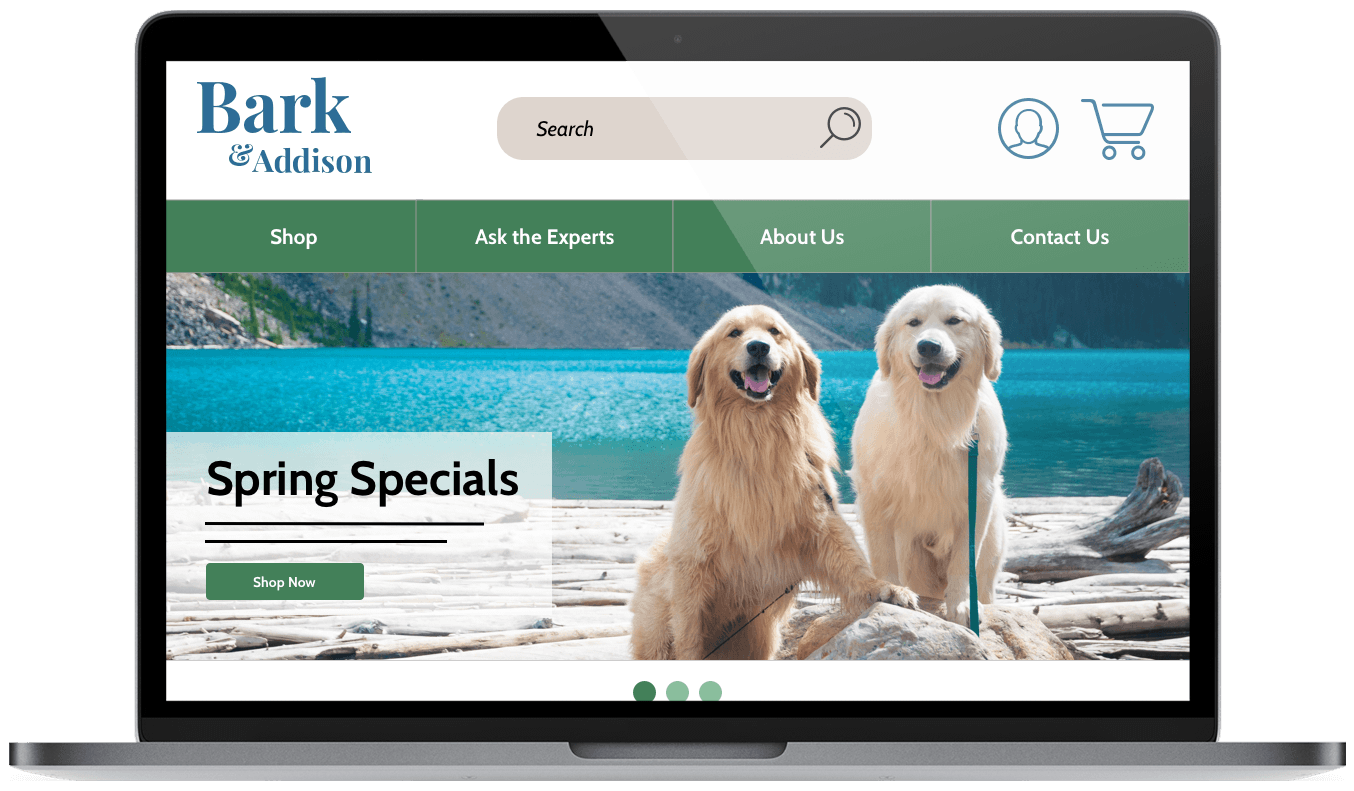 Bark
& Addison
Search
Shop
Ask the Experts
About Us
Contact Us
Spring Specials
Shop Now